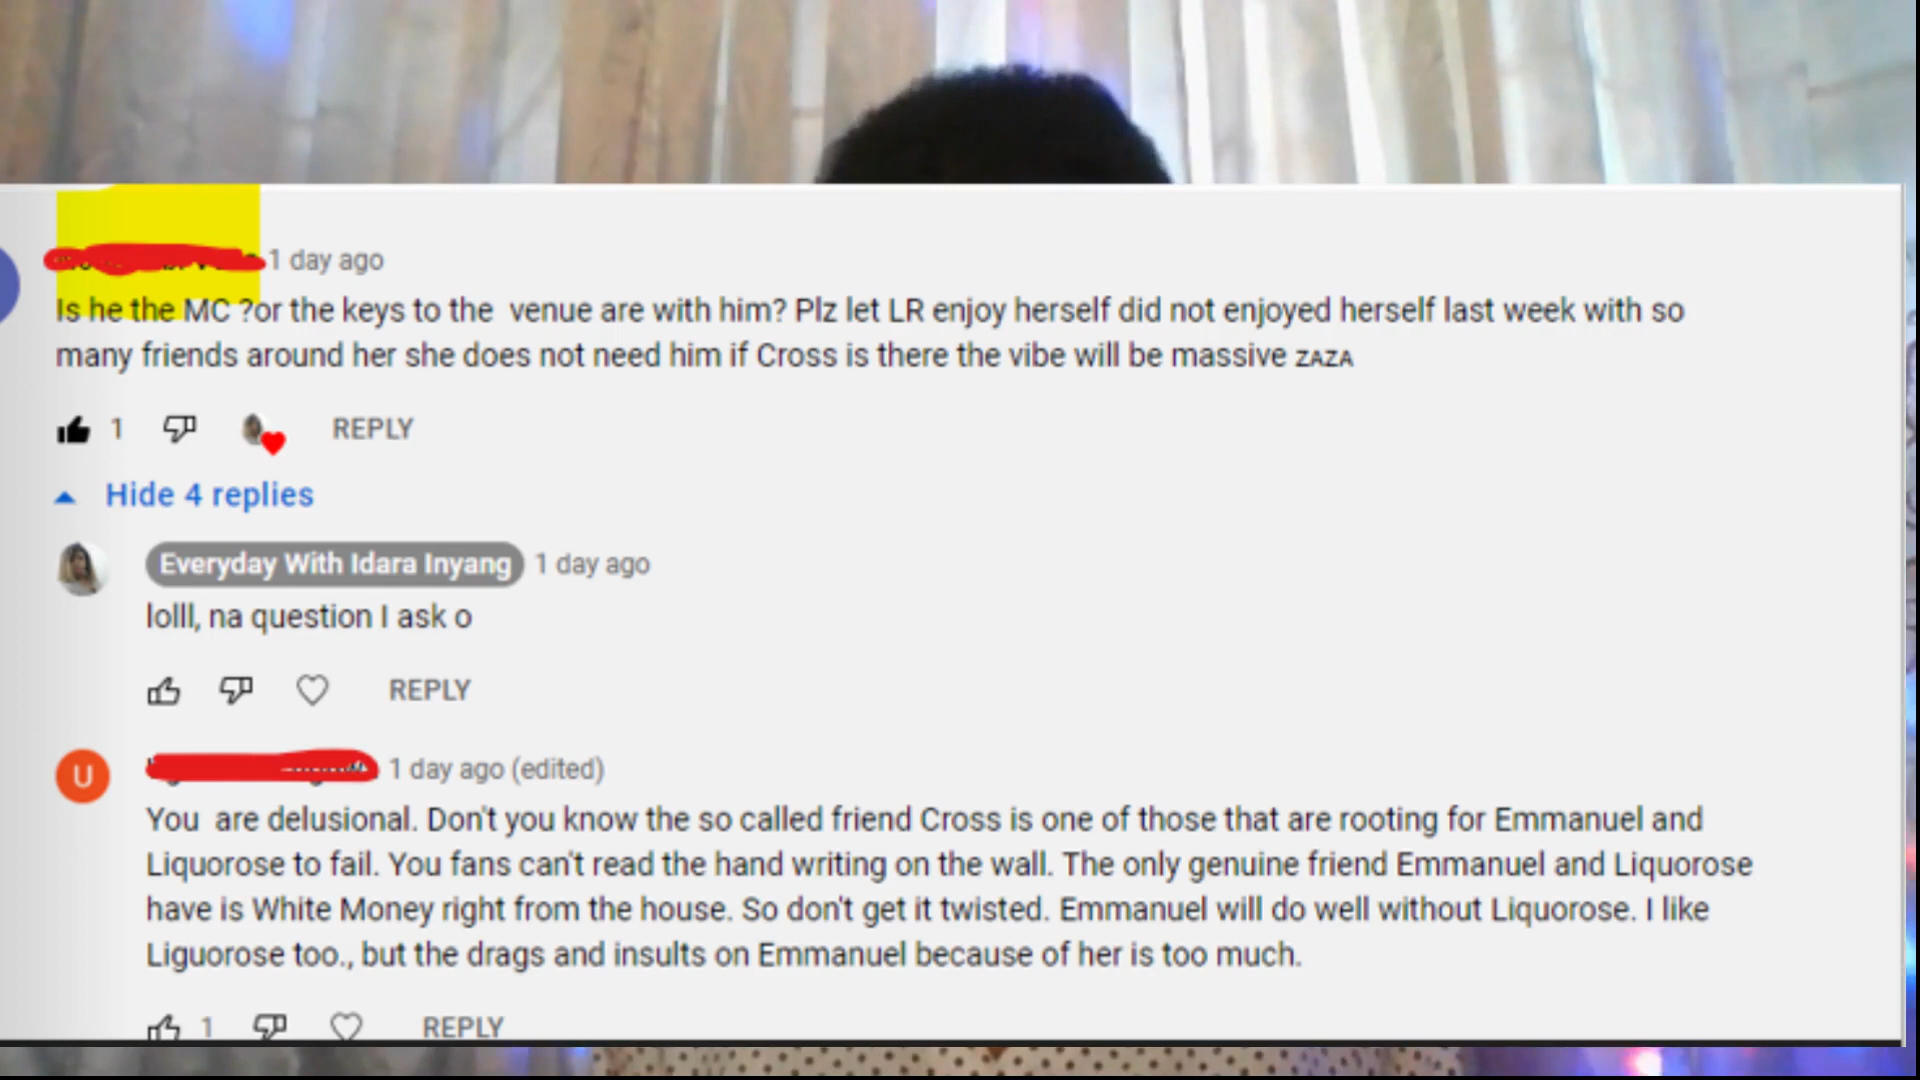 1 day ago
Is he the MC ?or the keys to the venue are with him? Plz let LR enjoy herself did not enjoyed herself last week with so
many friends around her she does not need him if Cross is there the vibe will be massive ZAZA
1 REPLY
Hide 4 replies
Everyday With Idara Inyang 1 day ago
lolll, na question I ask o
REPLY
U 1 day ago (edited)
You are delusional. Don't you know the so called friend Cross is one of those that are rooting for Emmanuel and
Liquorose to fail. You fans can't read the hand writing on the wall. The only genuine friend Emmanuel and Liquorose
have is White Money right from the house. So don't get it twisted. Emmanuel will do well without Liquorose. I like
Liguorose too., but the drags and insults on Emmanuel because of her is too much.
1 REPLY